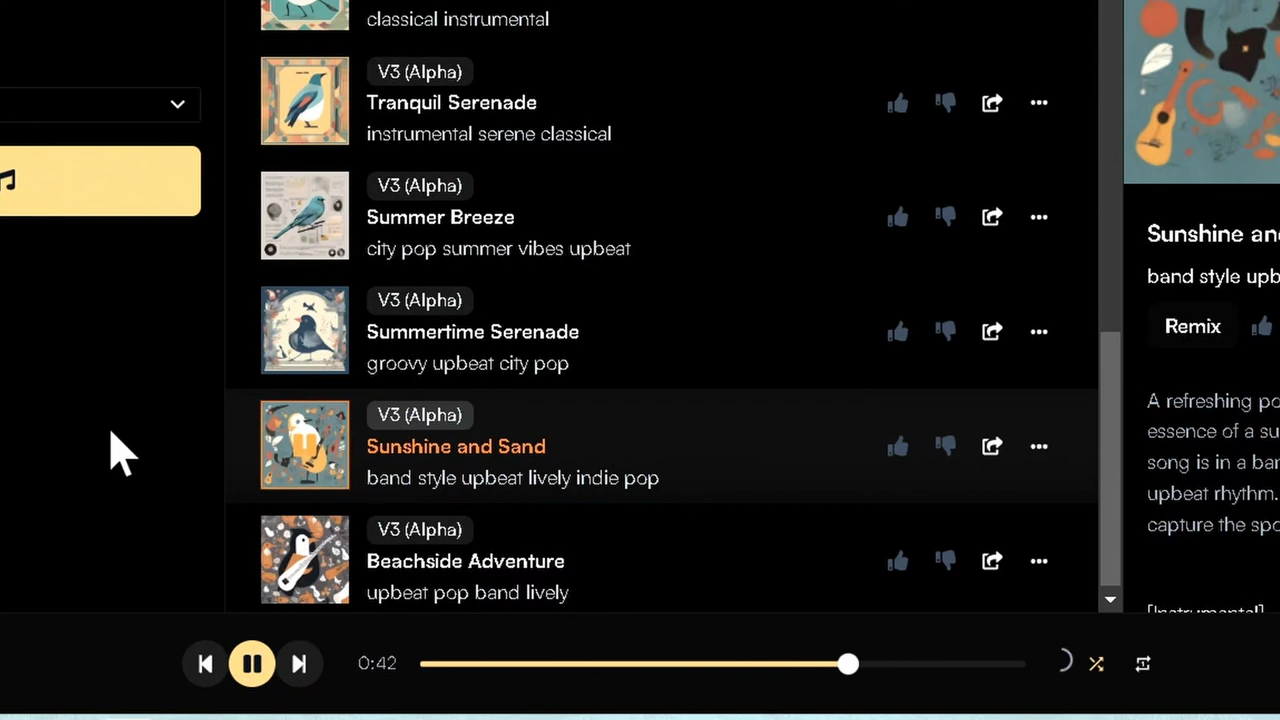 classical instrumental
V3 (Alpha)
Tranquil Serenade
instrumental serene classical
V3 (Alpha)
Summer Breeze
city pop summer vibes upbeat
V3 (Alpha)
Summertime Serenade
groovy upbeat city pop
V3 (Alpha)
Sunshine and Sand
band style upbeat lively indie pop
V3 (Alpha)
Beachside Adventure
upbeat pop band lively
Sunshine an
band style upb
Remix
A refreshing po
essence of a su
song is in a ban
upbeat rhythm.
capture the spo
[Instrumental]
0:42